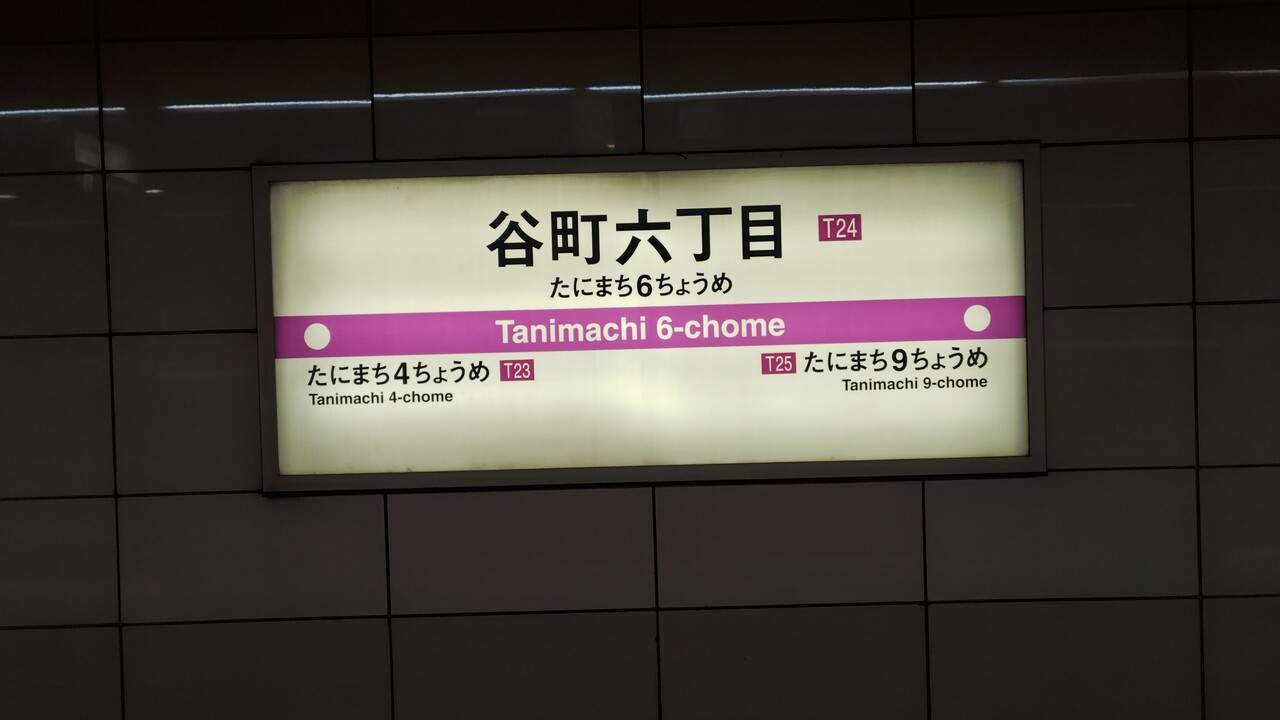 谷町六丁目 T24
たにまち6ちょうめ
Tanimachi 6-chome
たにまち4ちょうめ T23
Tanimachi 4-chome
T25 たにまち9ちょうめ
Tanimachi 9-chome